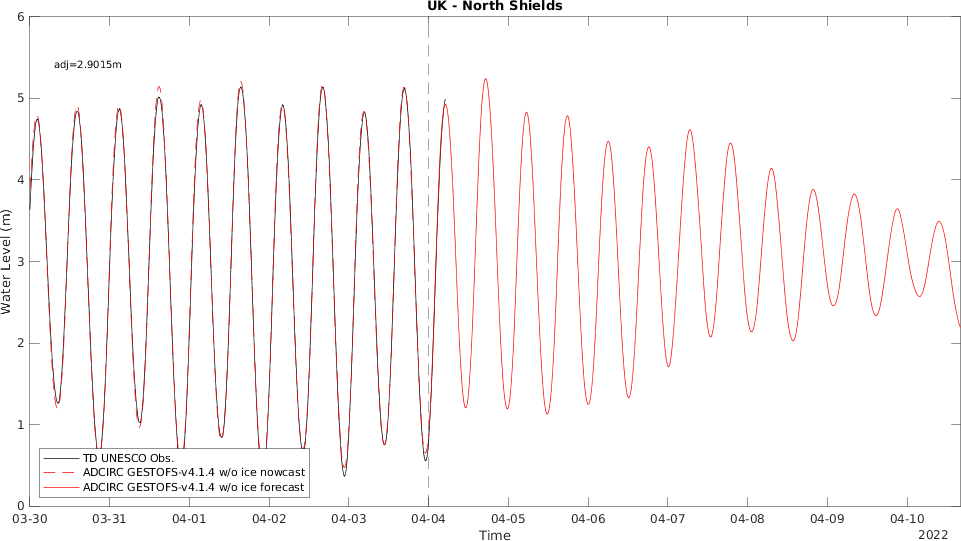 UK - North Shields
adj=2.9015m
6
5
4
3
2
1
0
Water Level (m)
TD UNESCO Obs.
ADCIRC GESTOFS-v4.1.4 w/o ice nowcast
ADCIRC GESTOFS-v4.1.4 w/o ice forecast
03-30 03-31 04-01 04-02 04-03 04-04 04-05 04-06 04-07 04-08 04-09 04-10
Time
2022